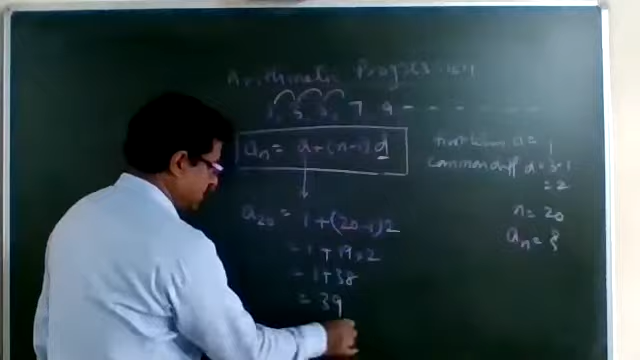 Arithmetic Progression
1, 3, 5, 7 9 - - - - - - -
an = a+(n-1) d
first term a = 1
common diff d = 3-1
= 2
n = 20
an = ?
a20 = 1 + (20-1) 2
= 1 + 19 x 2
= 1 + 38
= 39